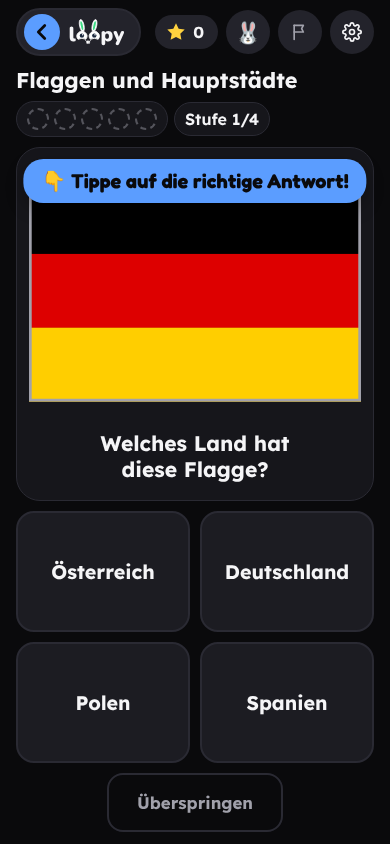 loopy
0
Flaggen und Hauptstädte
Stufe 1/4
👇 Tippe auf die richtige Antwort!
Welches Land hat
diese Flagge?
Österreich
Deutschland
Polen
Spanien
Überspringen